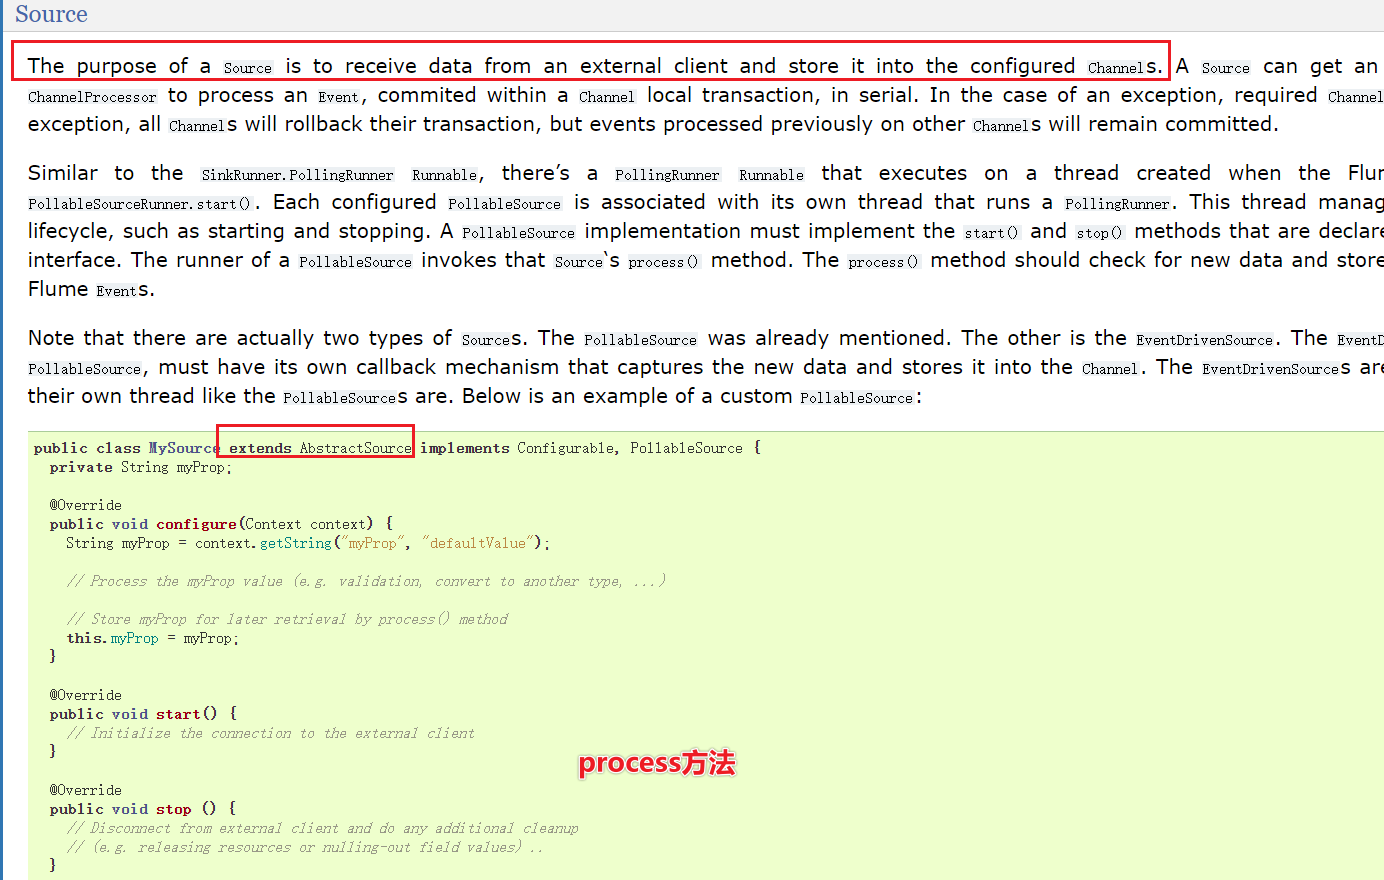 Source
The purpose of a Source is to receive data from an external client and store it into the configured Channels. A Source can get an
ChannelProcessor to process an Event, commited within a Channel local transaction, in serial. In the case of an exception, required Channel
exception, all Channels will rollback their transaction, but events processed previously on other Channels will remain committed.
Similar to the SinkRunner.PollingRunner Runnable, there’s a PollingRunner Runnable that executes on a thread created when the Flum
PollableSourceRunner.start(). Each configured PollableSource is associated with its own thread that runs a PollingRunner. This thread manag
lifecycle, such as starting and stopping. A PollableSource implementation must implement the start() and stop() methods that are declare
interface. The runner of a PollableSource invokes that Source`s process() method. The process() method should check for new data and store
Flume Events.
Note that there are actually two types of Sources. The PollableSource was already mentioned. The other is the EventDrivenSource. The EventD
PollableSource, must have its own callback mechanism that captures the new data and stores it into the Channel. The EventDrivenSources are
their own thread like the PollableSources are. Below is an example of a custom PollableSource:
public class MySource extends AbstractSource implements Configurable, PollableSource {
private String myProp;
@Override
public void configure(Context context) {
String myProp = context.getString("myProp", "defaultValue");
// Process the myProp value (e.g. validation, convert to another type, ...)
// Store myProp for later retrieval by process() method
this.myProp = myProp;
}
@Override
public void start() {
// Initialize the connection to the external client
}
process方法
@Override
public void stop () {
// Disconnect from external client and do any additional cleanup
// (e.g. releasing resources or nulling-out field values) ..
}